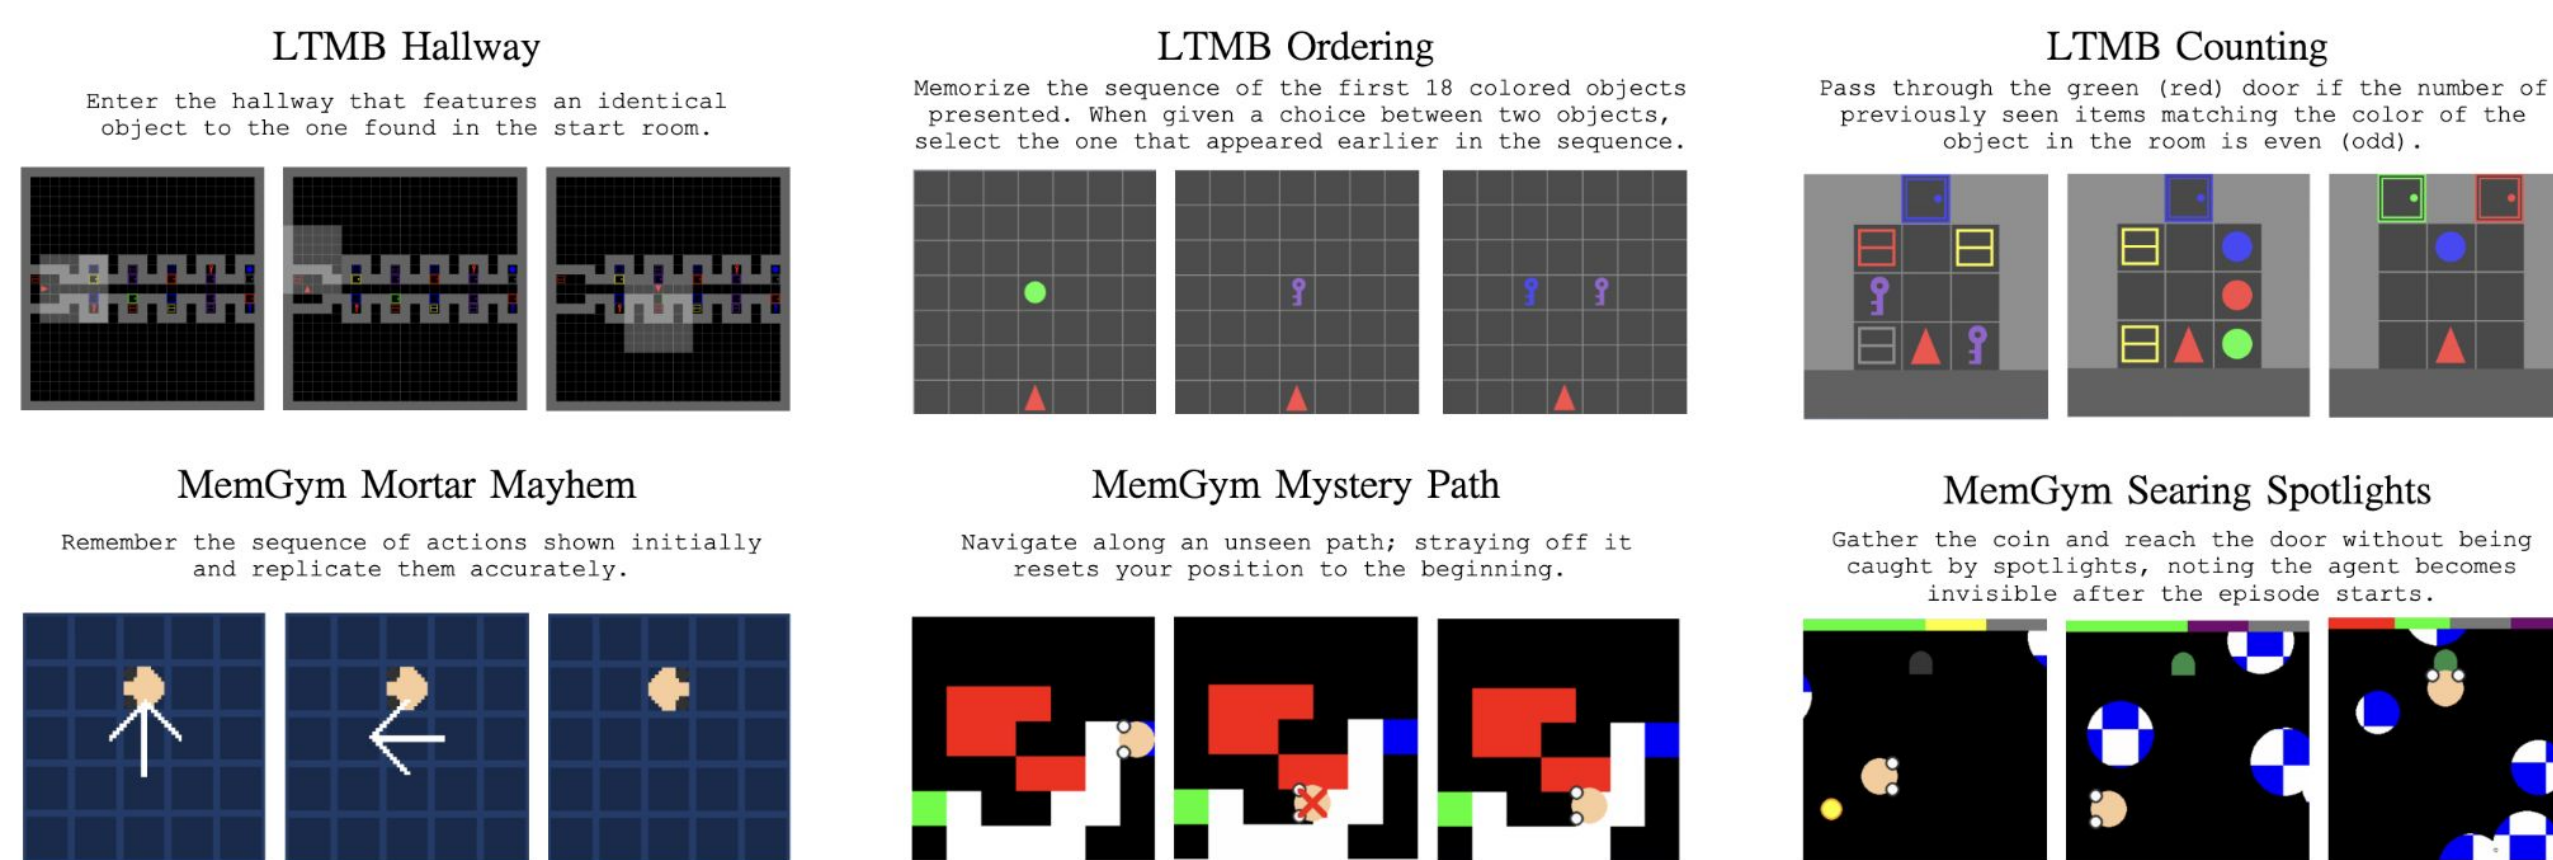 LTMB Hallway
Enter the hallway that features an identical
object to the one found in the start room.
LTMB Ordering
Memorize the sequence of the first 18 colored objects
presented. When given a choice between two objects,
select the one that appeared earlier in the sequence.
LTMB Counting
Pass through the green (red) door if the number of
previously seen items matching the color of the
object in the room is even (odd).
MemGym Mortar Mayhem
Remember the sequence of actions shown initially
and replicate them accurately.
MemGym Mystery Path
Navigate along an unseen path; straying off it
resets your position to the beginning.
MemGym Searing Spotlights
Gather the coin and reach the door without being
caught by spotlights, noting the agent becomes
invisible after the episode starts.